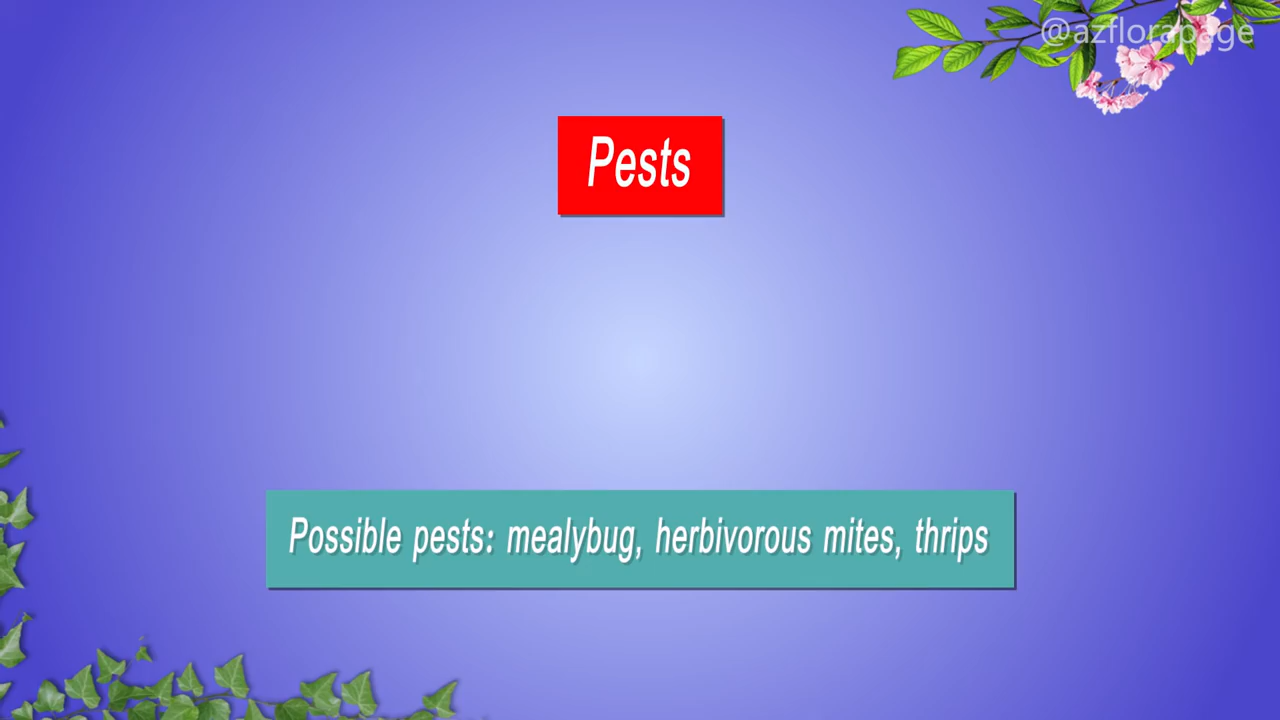 @azflorapage
Pests
Possible pests: mealybug, herbivorous mites, thrips